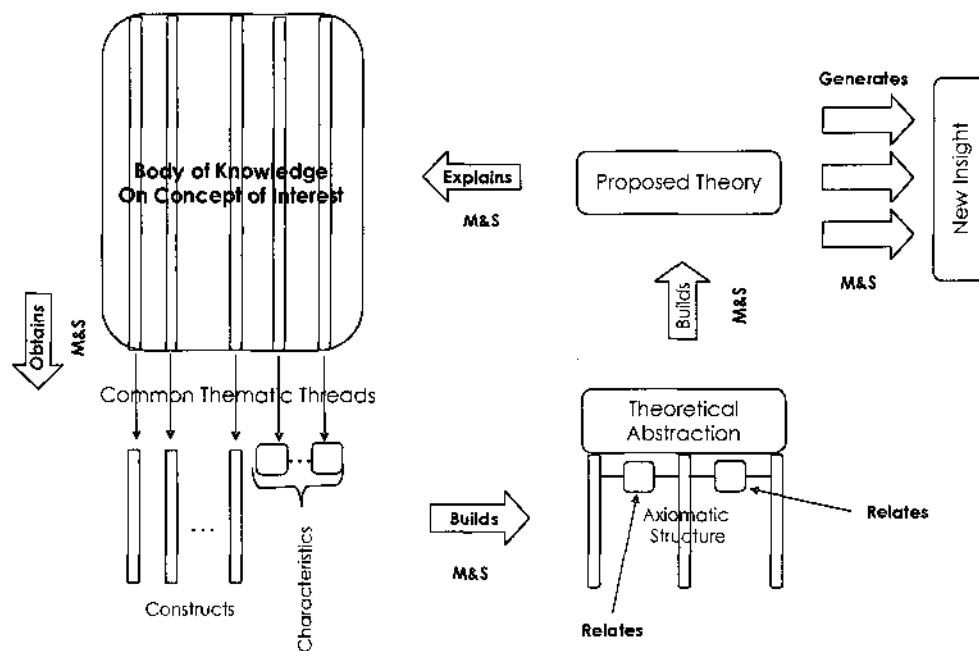 Generates
Body of Knowledge
On Concept of Interest
Explains
M&S
Proposed Theory
New Insight
M&S
Obtains
M&S
Builds
M&S
Common Thematic Threads
Theoretical
Abstraction
...
...
Builds
M&S
Axiomatic
Structure
Relates
Constructs
Characteristics
Relates